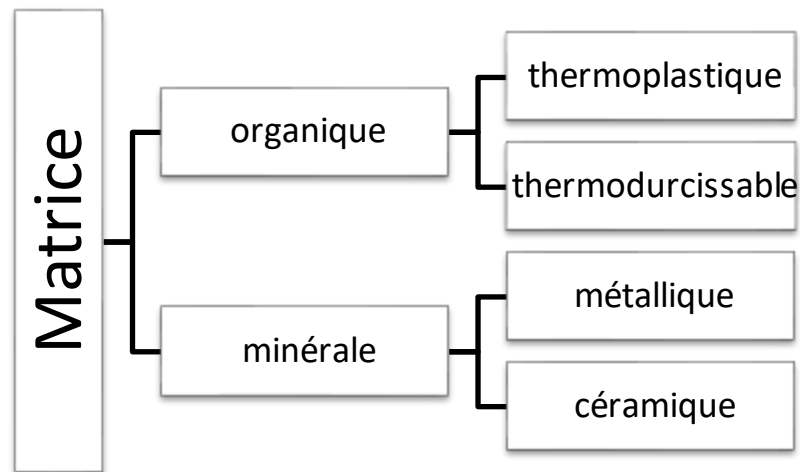 Matrice
organique
thermoplastique
thermodurcissable
minérale
métallique
céramique